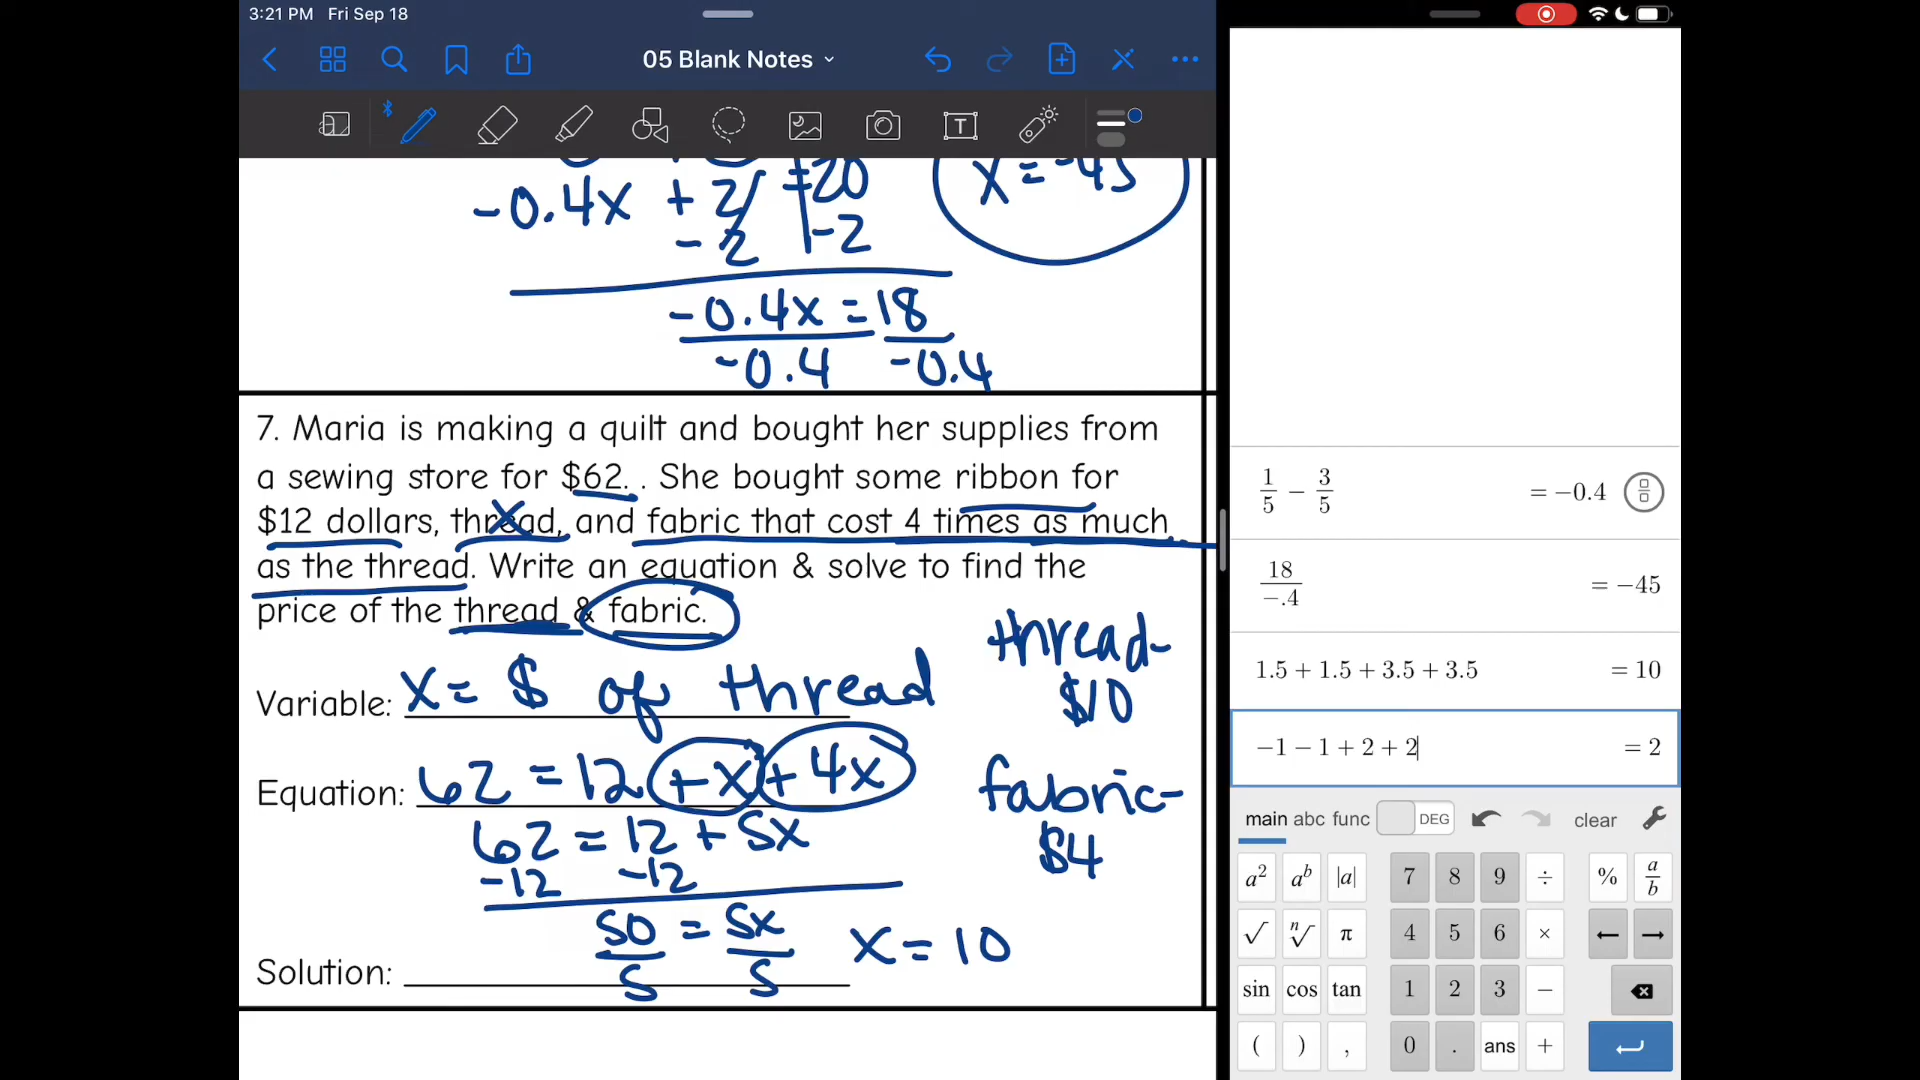 3:21 PM Fri Sep 18
05 Blank Notes
x = -45
-0.4x + 2 = 20
- 2 -2
-0.4x = 18
-0.4 -0.4
7. Maria is making a quilt and bought her supplies from
a sewing store for $62. . She bought some ribbon for
x
$12 dollars, thread, and fabric that cost 4 times as much
as the thread. Write an equation & solve to find the
price of the thread & fabric.
Variable: x = $ of thread
Equation: 62 = 12 + x + 4x
62 = 12 + 5x
-12 -12
50 = 5x
5 5
x = 10
Solution:
thread-
$10
fabric-
$4
1/5 − 3/5 = −0.4
18/−.4 = −45
1.5 + 1.5 + 3.5 + 3.5 = 10
−1 − 1 + 2 + 2 = 2
main abc func DEG clear
a² aᵇ |a| 7 8 9 ÷ % a/b
√ ⁿ√ π 4 5 6 × ← →
sin cos tan 1 2 3 −
( ) , 0 . ans +